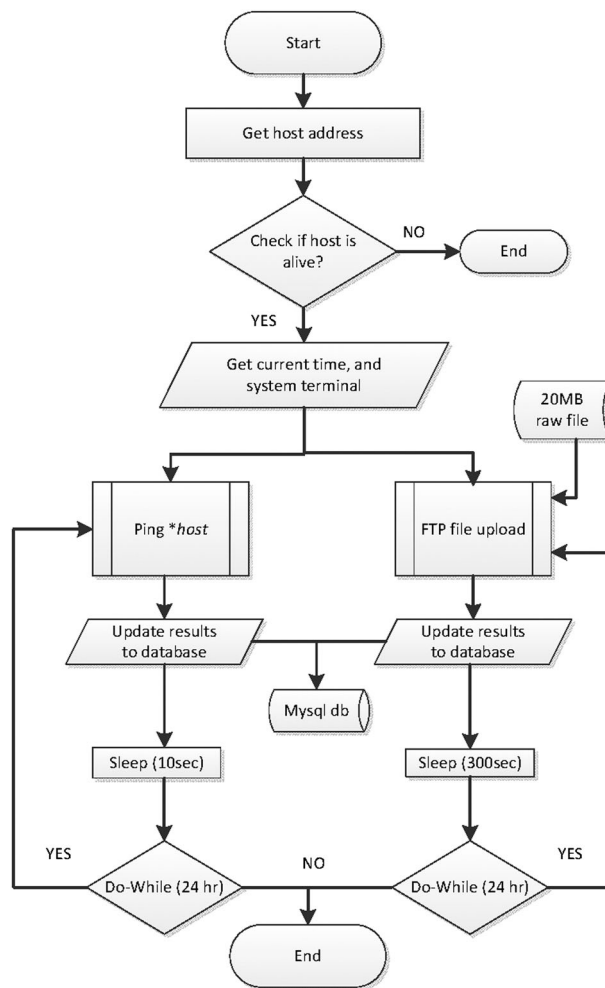 Start
Get host address
Check if host is
alive?
NO
End
YES
Get current time, and
system terminal
20MB
raw file
Ping *host
FTP file upload
Update results
to database
Update results
to database
Mysql db
Sleep (10sec)
Sleep (300sec)
YES
NO
YES
Do-While (24 hr)
Do-While (24 hr)
End